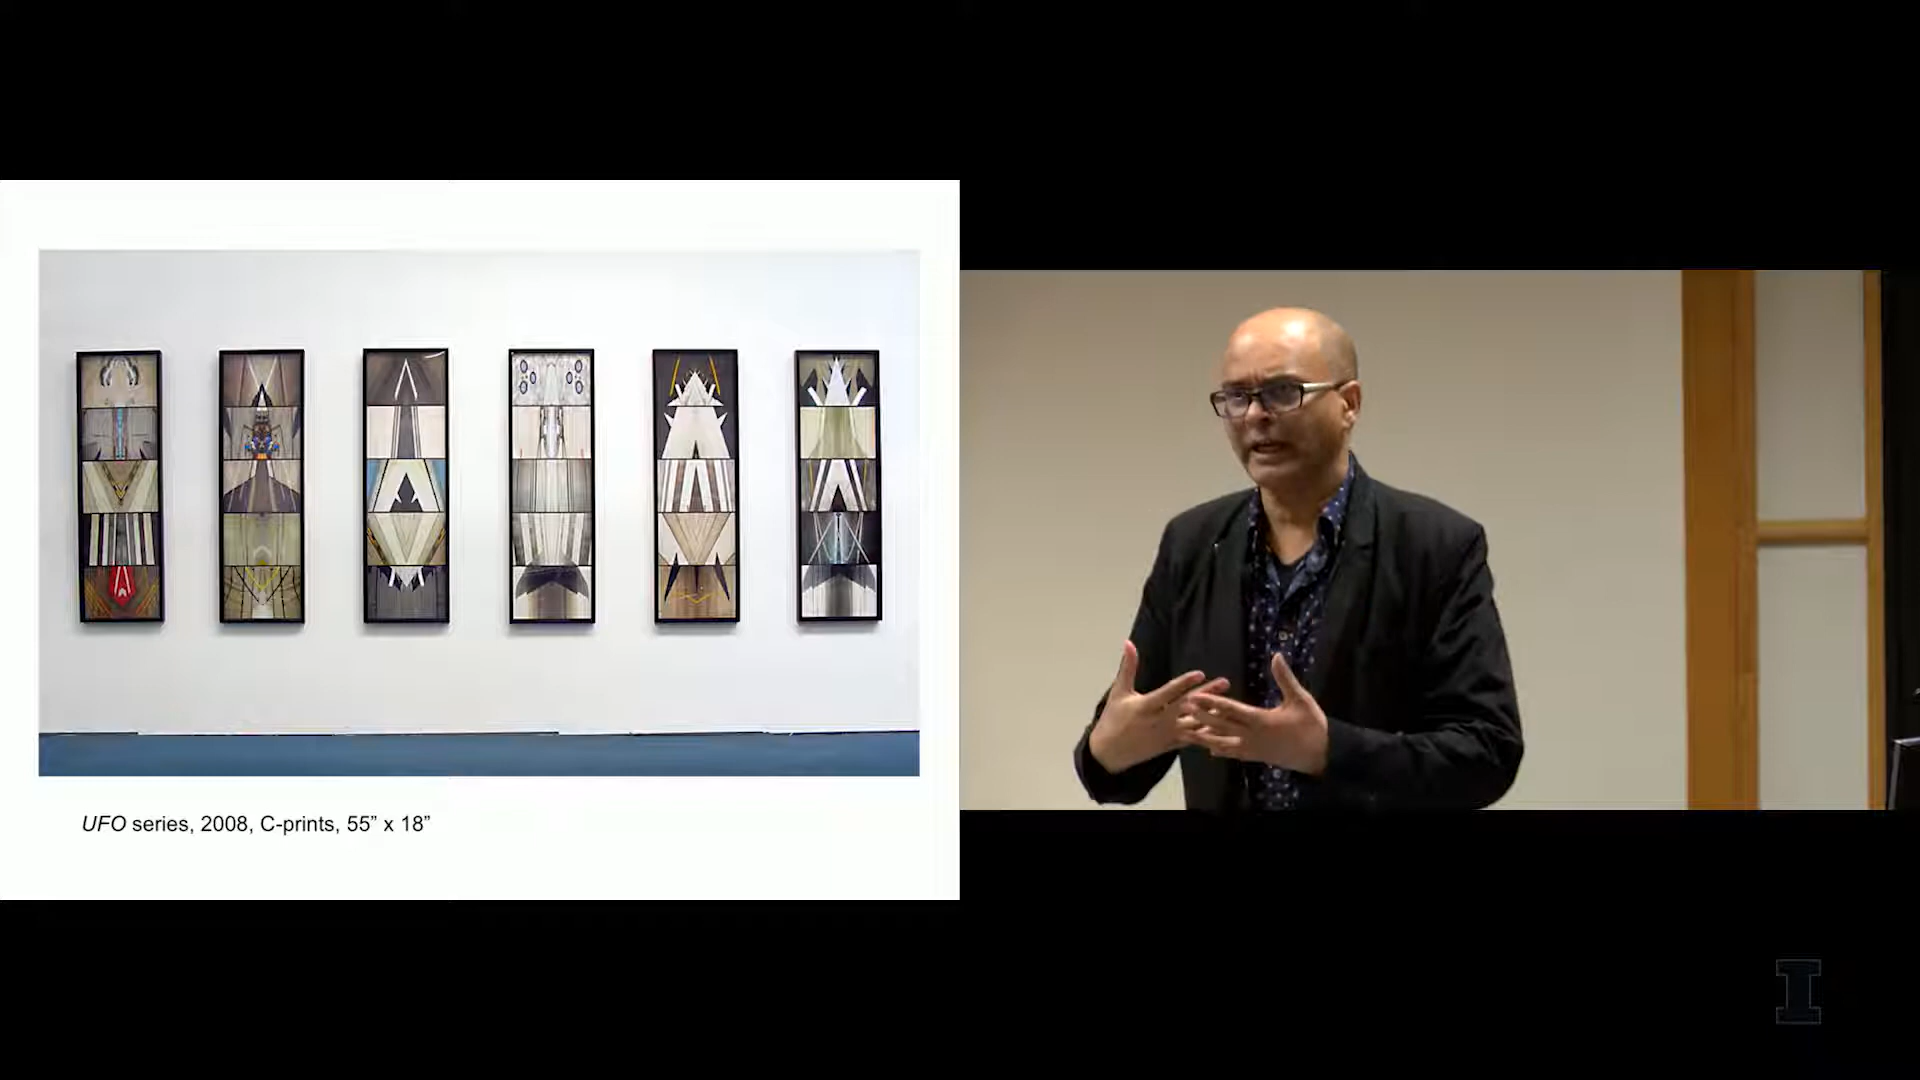 UFO series, 2008, C-prints, 55” x 18”
I